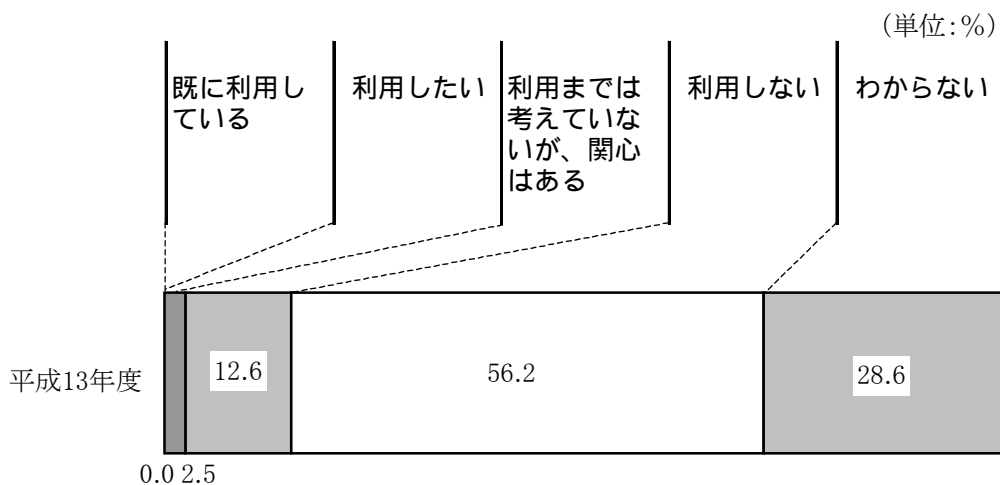 （単位：％）
既に利用し
ている
利用したい
利用までは
考えていな
いが、関心
はある
利用しない
わからない
平成13年度
12.6
56.2
28.6
0.0 2.5